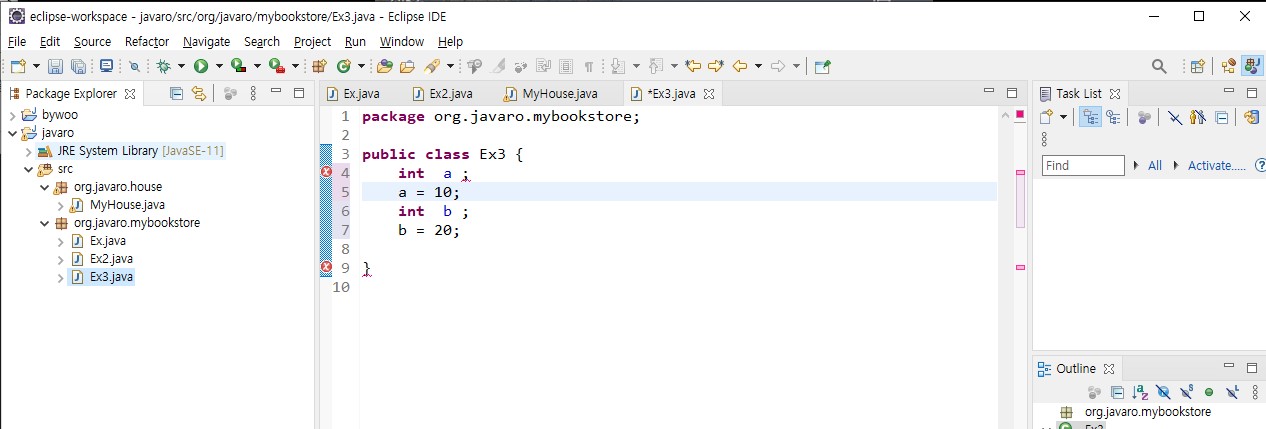 eclipse-workspace - javaro/src/org/javaro/mybookstore/Ex3.java - Eclipse IDE
File Edit Source Refactor Navigate Search Project Run Window Help
Package Explorer
bywoo
javaro
JRE System Library [JavaSE-11]
src
org.javaro.house
MyHouse.java
org.javaro.mybookstore
Ex.java
Ex2.java
Ex3.java
Ex.java Ex2.java MyHouse.java *Ex3.java
1 package org.javaro.mybookstore;
2
3 public class Ex3 {
4 int a ;
5 a = 10;
6 int b ;
7 b = 20;
8
9 }
10
Task List
Find All Activate.....
Outline
org.javaro.mybookstore
Ex3